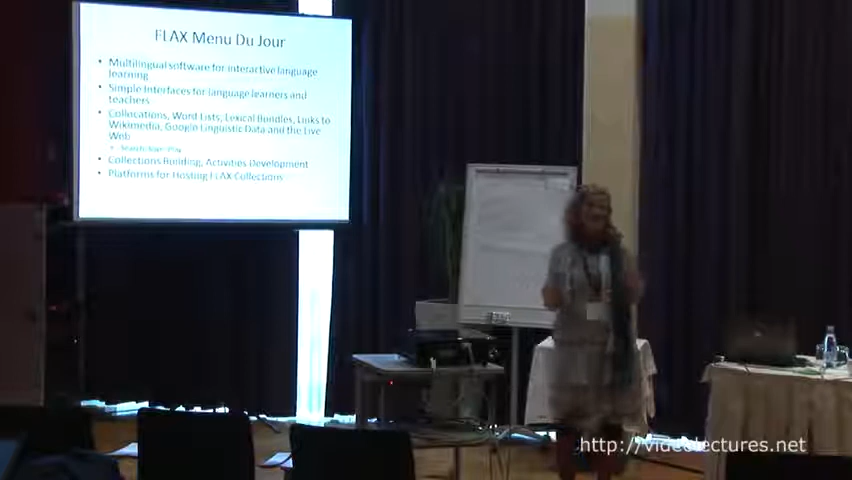 FLAX Menu Du Jour
• Multilingual software for interactive language
learning
• Simple Interfaces for language learners and
teachers
• Collocations, Word Lists, Lexical Bundles, Links to
Wikimedia, Google Linguistic Data and the Live
Web
• Collections Building, Activities Development
• Platforms for Hosting FLAX Collections
http://videolectures.net